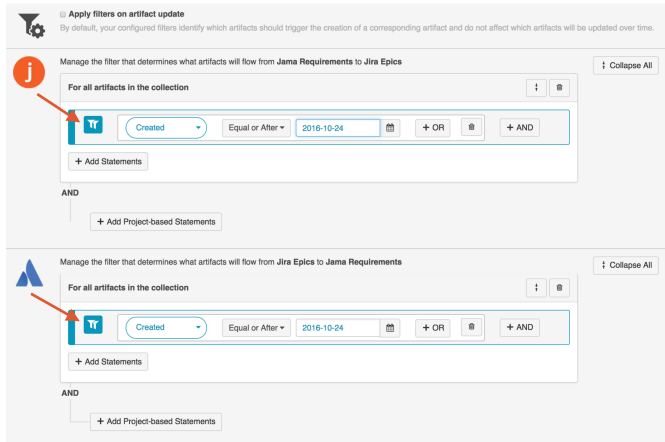 Apply filters on artifact update
By default, your configured filters identify which artifacts should trigger the creation of a corresponding artifact and do not affect which artifacts will be updated over time.
j
Manage the filter that determines what artifacts will flow from Jama Requirements to Jira Epics
Collapse All
For all artifacts in the collection
Created Equal or After 2016-10-24 + OR + AND
+ Add Statements
AND
+ Add Project-based Statements
Manage the filter that determines what artifacts will flow from Jira Epics to Jama Requirements
Collapse All
For all artifacts in the collection
Created Equal or After 2016-10-24 + OR + AND
+ Add Statements
AND
+ Add Project-based Statements